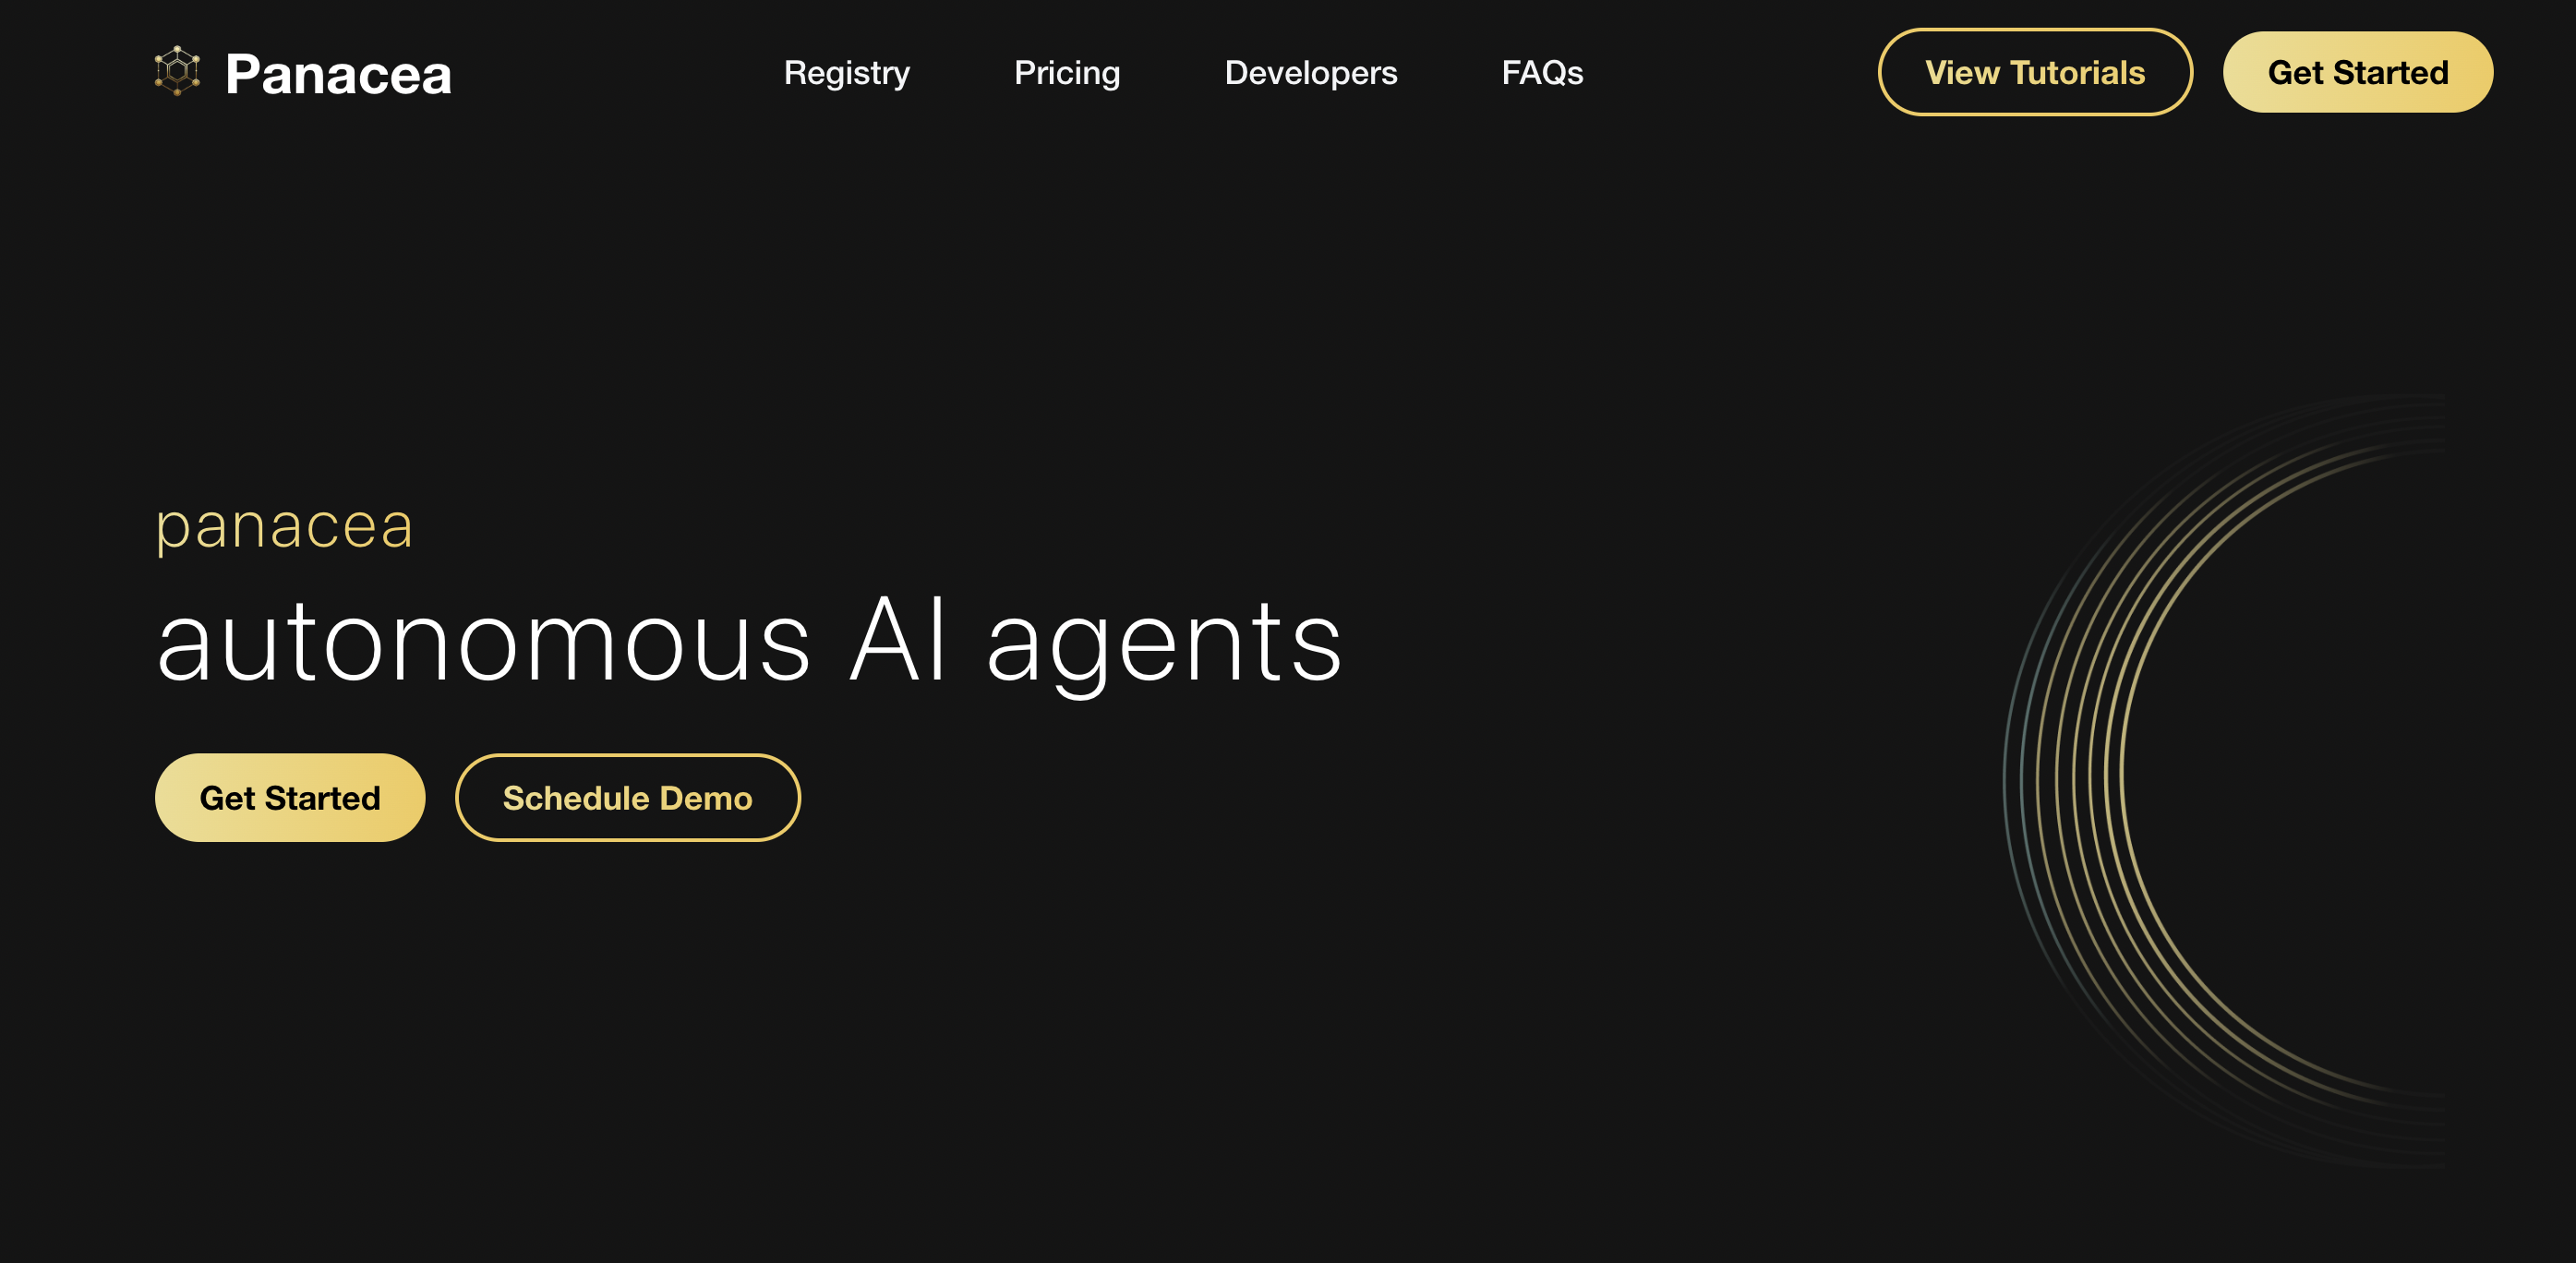 Panacea
Registry
Pricing
Developers
FAQs
View Tutorials
Get Started
panacea
autonomous AI agents
Get Started
Schedule Demo